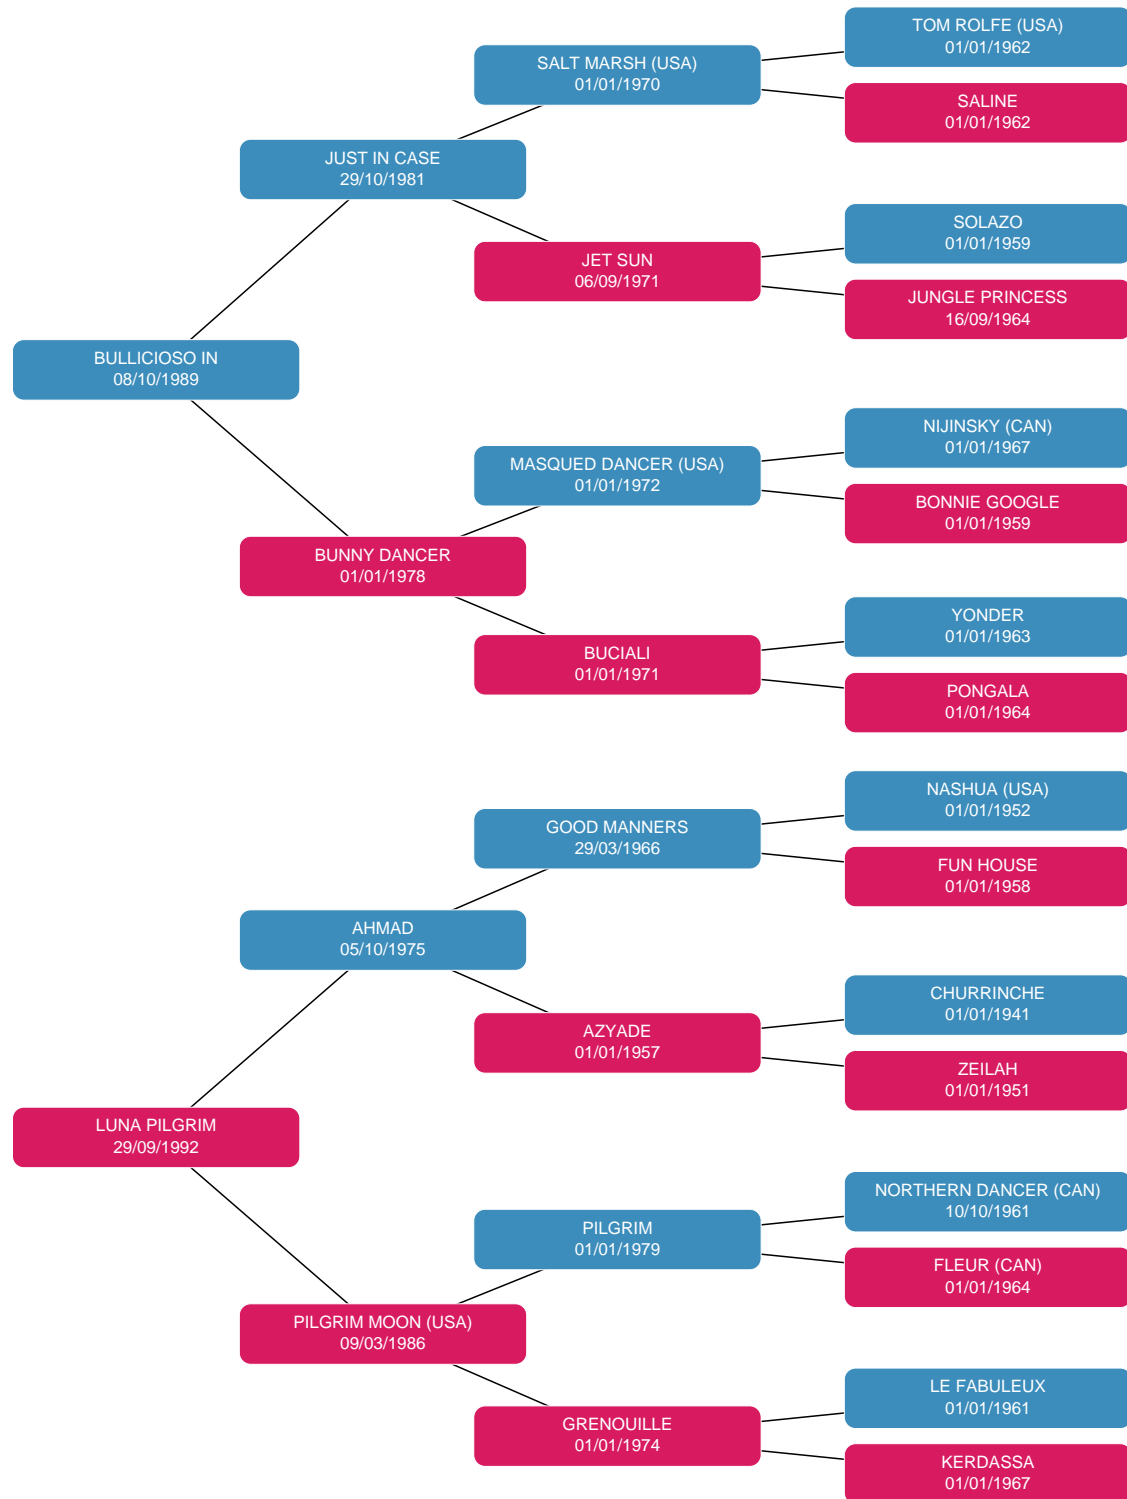 TOM ROLFE (USA)
01/01/1962
SALT MARSH (USA)
01/01/1970
SALINE
01/01/1962
JUST IN CASE
29/10/1981
SOLAZO
01/01/1959
JET SUN
06/09/1971
JUNGLE PRINCESS
16/09/1964
BULLICIOSO IN
08/10/1989
NIJINSKY (CAN)
01/01/1967
MASQUED DANCER (USA)
01/01/1972
BONNIE GOOGLE
01/01/1959
BUNNY DANCER
01/01/1978
YONDER
01/01/1963
BUCIALI
01/01/1971
PONGALA
01/01/1964
NASHUA (USA)
01/01/1952
GOOD MANNERS
29/03/1966
FUN HOUSE
01/01/1958
AHMAD
05/10/1975
CHURRINCHE
01/01/1941
AZYADE
01/01/1957
ZEILAH
01/01/1951
LUNA PILGRIM
29/09/1992
NORTHERN DANCER (CAN)
10/10/1961
PILGRIM
01/01/1979
FLEUR (CAN)
01/01/1964
PILGRIM MOON (USA)
09/03/1986
LE FABULEUX
01/01/1961
GRENOUILLE
01/01/1974
KERDASSA
01/01/1967